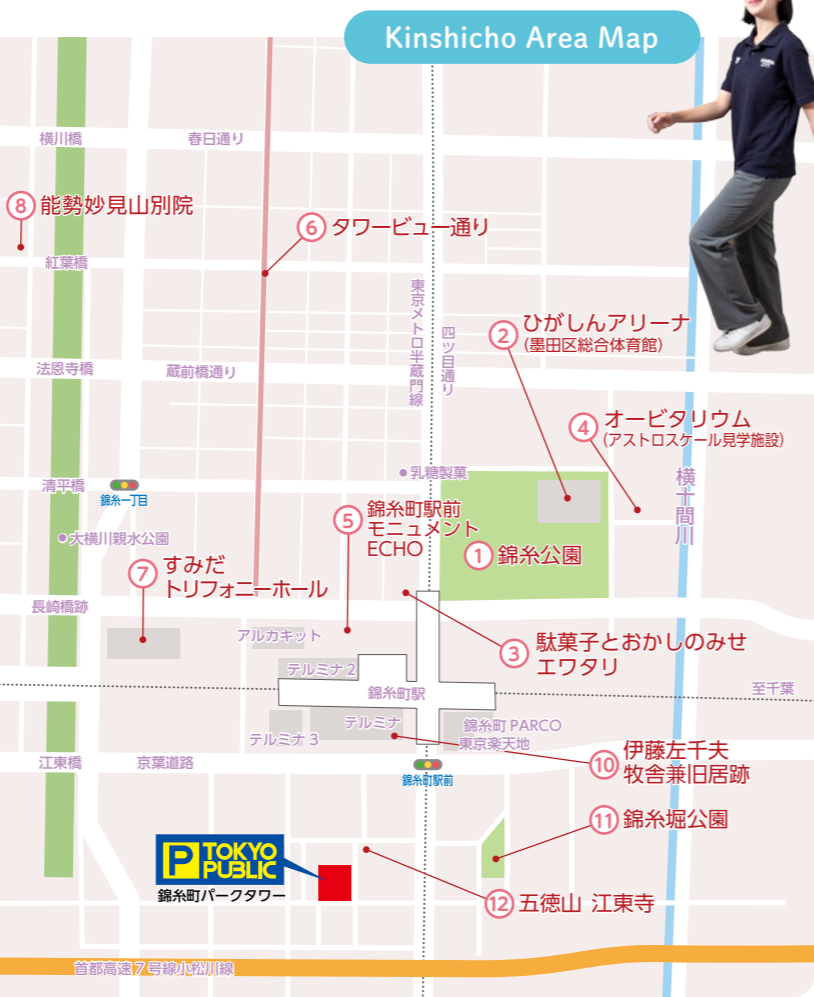 Kinshicho Area Map
横川橋
春日通り
⑧ 能勢妙見山別院
⑥ タワービュー通り
紅葉橋
東京メトロ半蔵門線
四ツ目通り
② ひがしんアリーナ
(墨田区総合体育館)
法恩寺橋
蔵前橋通り
④ オービタリウム
(アストロスケール見学施設)
横十間川
乳糖製菓
清平橋
錦糸一丁目
⑤ 錦糸町駅前
モニュメント
ECHO
大横川親水公園
① 錦糸公園
⑦ すみだ
トリフォニーホール
長崎橋跡
アルカキット
③ 駄菓子とおかしのみせ
エワタリ
テルミナ2
錦糸町駅
至千葉
テルミナ
テルミナ3
錦糸町PARCO
東京楽天地
⑩ 伊藤左千夫
牧舎兼旧居跡
江東橋
京葉道路
錦糸町駅前
⑪ 錦糸堀公園
P TOKYO
PUBLIC
錦糸町パークタワー
⑫ 五徳山 江東寺
首都高速7号線小松川線